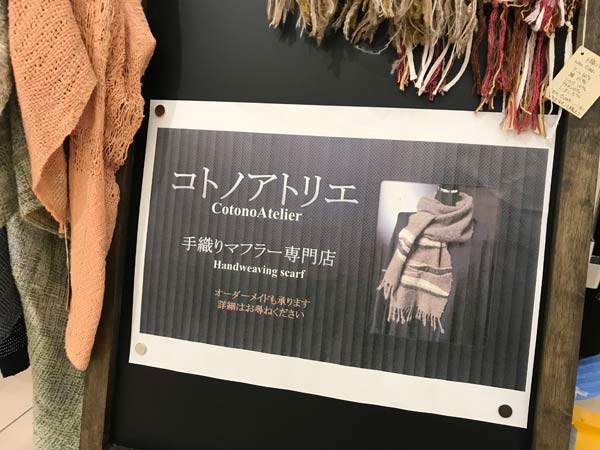 コトノアトリエ
CotonoAtelier
手織りマフラー専門店
Handweaving scarf
オーダーメイドも承ります
詳細はお尋ねください